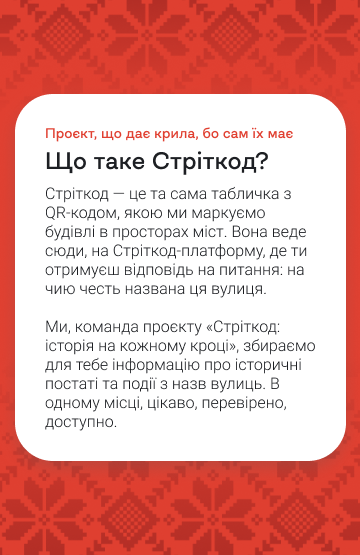 Проєкт, що дає крила, бо сам їх має
Що таке Стріткод?
Стріткод — це та сама табличка з
QR-кодом, якою ми маркуємо
будівлі в просторах міст. Вона веде
сюди, на Стріткод-платформу, де ти
отримуєш відповідь на питання: на
чию честь названа ця вулиця.
Ми, команда проєкту «Стріткод:
історія на кожному кроці», збираємо
для тебе інформацію про історичні
постаті та події з назв вулиць. В
одному місці, цікаво, перевірено,
доступно.